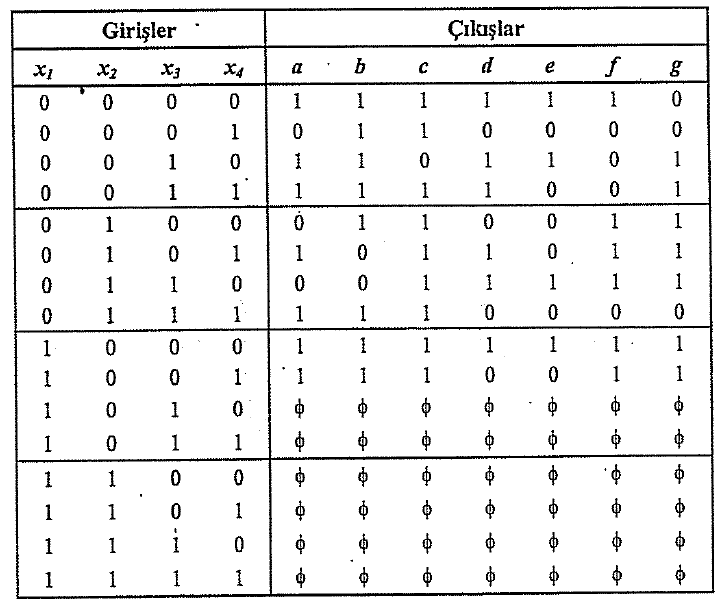 Girişler Çıkışlar
x1 x2 x3 x4 a b c d e f g
0 0 0 0 1 1 1 1 1 1 0
0 0 0 1 0 1 1 0 0 0 0
0 0 1 0 1 1 0 1 1 0 1
0 0 1 1 1 1 1 1 0 0 1
0 1 0 0 0 1 1 0 0 1 1
0 1 0 1 1 0 1 1 0 1 1
0 1 1 0 0 0 1 1 1 1 1
0 1 1 1 1 1 1 0 0 0 0
1 0 0 0 1 1 1 1 1 1 1
1 0 0 1 1 1 1 0 0 1 1
1 0 1 0 ϕ ϕ ϕ ϕ ϕ ϕ ϕ
1 0 1 1 ϕ ϕ ϕ ϕ ϕ ϕ ϕ
1 1 0 0 ϕ ϕ ϕ ϕ ϕ ϕ ϕ
1 1 0 1 ϕ ϕ ϕ ϕ ϕ ϕ ϕ
1 1 1 0 ϕ ϕ ϕ ϕ ϕ ϕ ϕ
1 1 1 1 ϕ ϕ ϕ ϕ ϕ ϕ ϕ